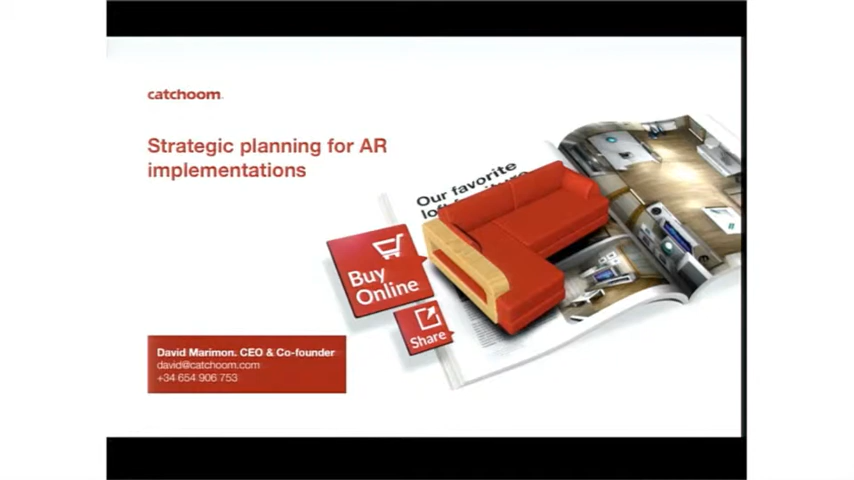 catchoom
Strategic planning for AR
implementations
Our favorite
Buy
Online
Share
David Marimon. CEO & Co-founder
david@catchoom.com
+34 654 906 753